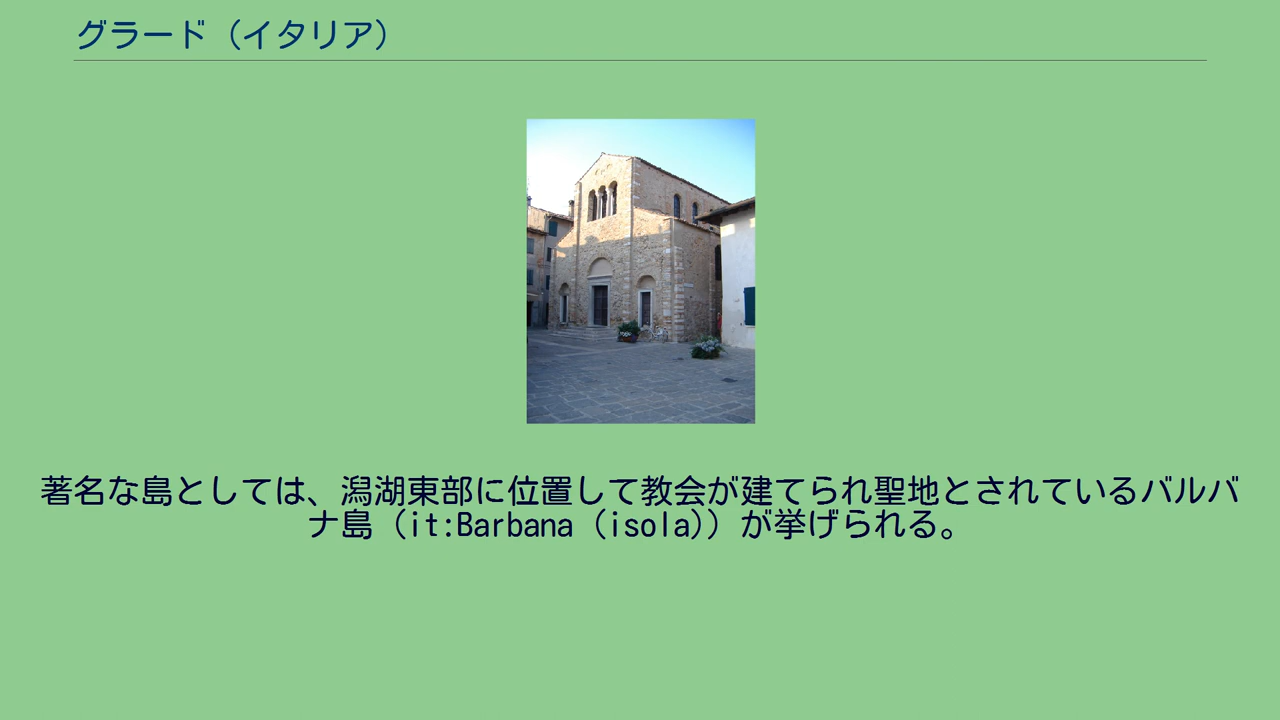 グラード（イタリア）
著名な島としては、潟湖東部に位置して教会が建てられ聖地とされているバルバ
ナ島（it:Barbana（isola)）が挙げられる。